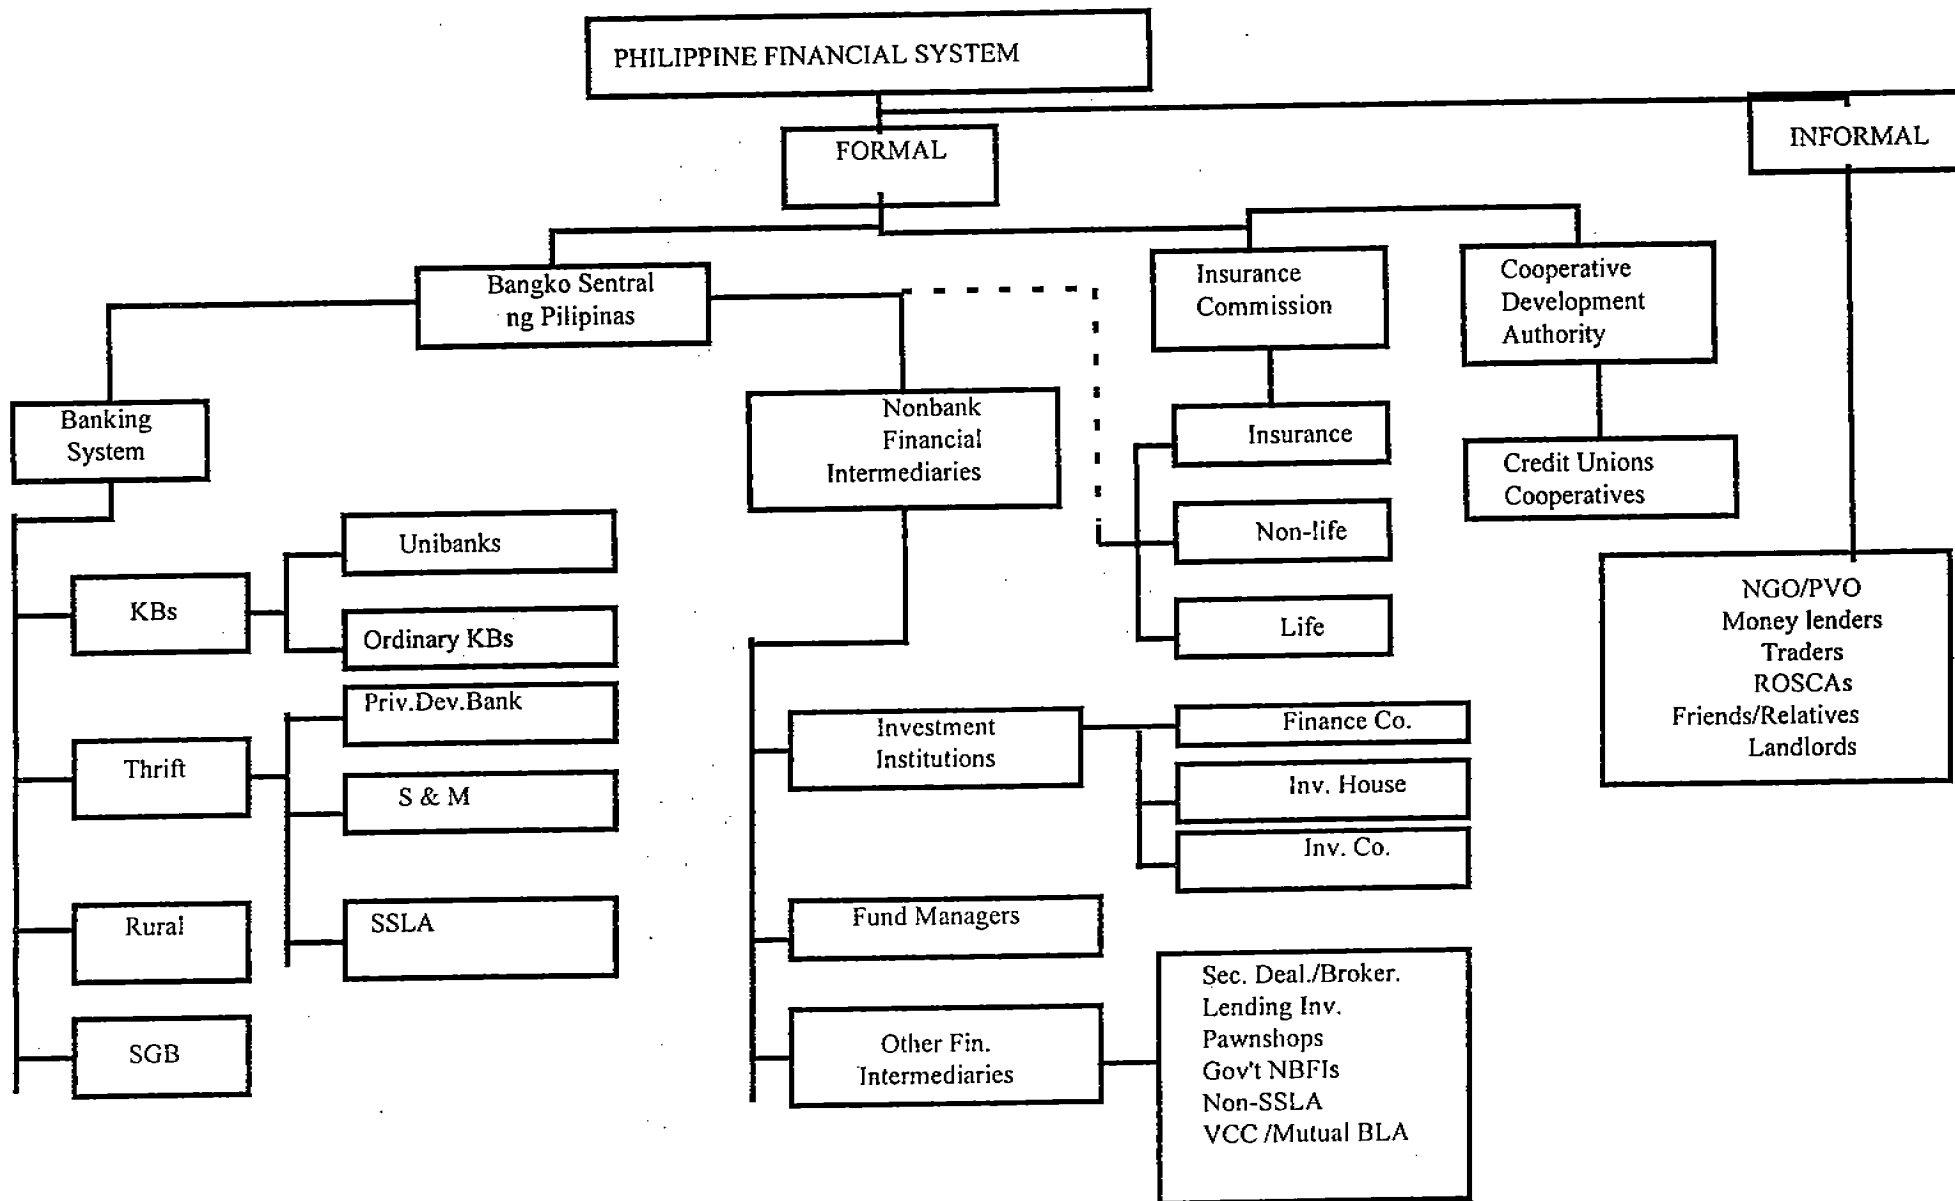 PHILIPPINE FINANCIAL SYSTEM
FORMAL
INFORMAL
Bangko Sentral
ng Pilipinas
Insurance
Commission
Cooperative
Development
Authority
Banking
System
Nonbank
Financial
Intermediaries
Insurance
Credit Unions
Cooperatives
Unibanks
Non-life
KBs
Ordinary KBs
Life
NGO/PVO
Money lenders
Traders
ROSCAs
Friends/Relatives
Landlords
Priv.Dev.Bank
Thrift
S & M
Investment
Institutions
Finance Co.
Inv. House
Inv. Co.
Rural
SSLA
Fund Managers
SGB
Other Fin.
Intermediaries
Sec. Deal./Broker.
Lending Inv.
Pawnshops
Gov't NBFIs
Non-SSLA
VCC /Mutual BLA